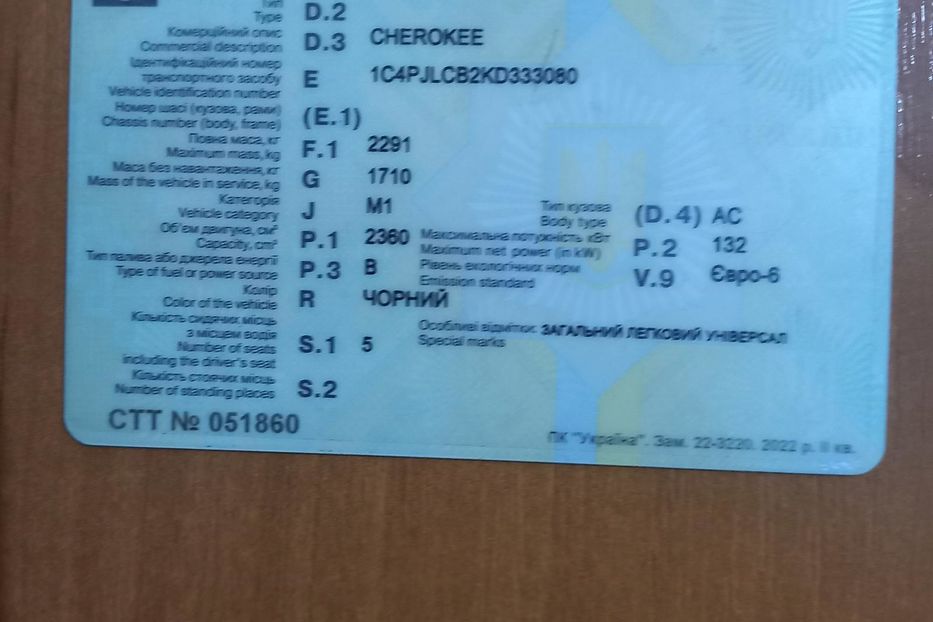 Тип
Type D.2
Комерційний опис
Commercial description D.3 CHEROKEE
Ідентифікаційний номер
транспортного засобу E 1C4PJLCB2KD333080
Vehicle identification number
Номер шасі (кузова, рами) (E.1)
Chassis number (body, frame)
Повна маса, кг F.1 2291
Maximum mass, kg
Маса без навантаження, кг G 1710
Mass of the vehicle in service, kg
Категорія J M1 Тип кузова (D.4) AC
Vehicle category Body type
Об'єм двигуна, см³ P.1 2360 Максимальна потужність кВт P.2 132
Capacity, cm³ Maximum net power (in kW)
Тип палива або джерела енергії P.3 B Рівень екологічних норм V.9 Євро-6
Type of fuel or power source Emission standard
Колір R ЧОРНИЙ
Color of the vehicle
Кількість сидячих місць S.1 5 Особливі відмітки: ЗАГАЛЬНИЙ ЛЕГКОВИЙ УНІВЕРСАЛ
з місцем водія Special marks
Number of seats
including the driver's seat
Кількість стоячих місць S.2
Number of standing places
СТТ № 051860
ПК "Україна". Зам. 22-3220. 2022 р. II кв.